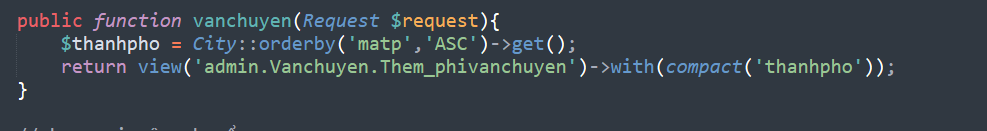 public function vanchuyen(Request $request){
$thanhpho = City::orderby('matp','ASC')->get();
return view('admin.Vanchuyen.Them_phivanchuyen')->with(compact('thanhpho'));
}